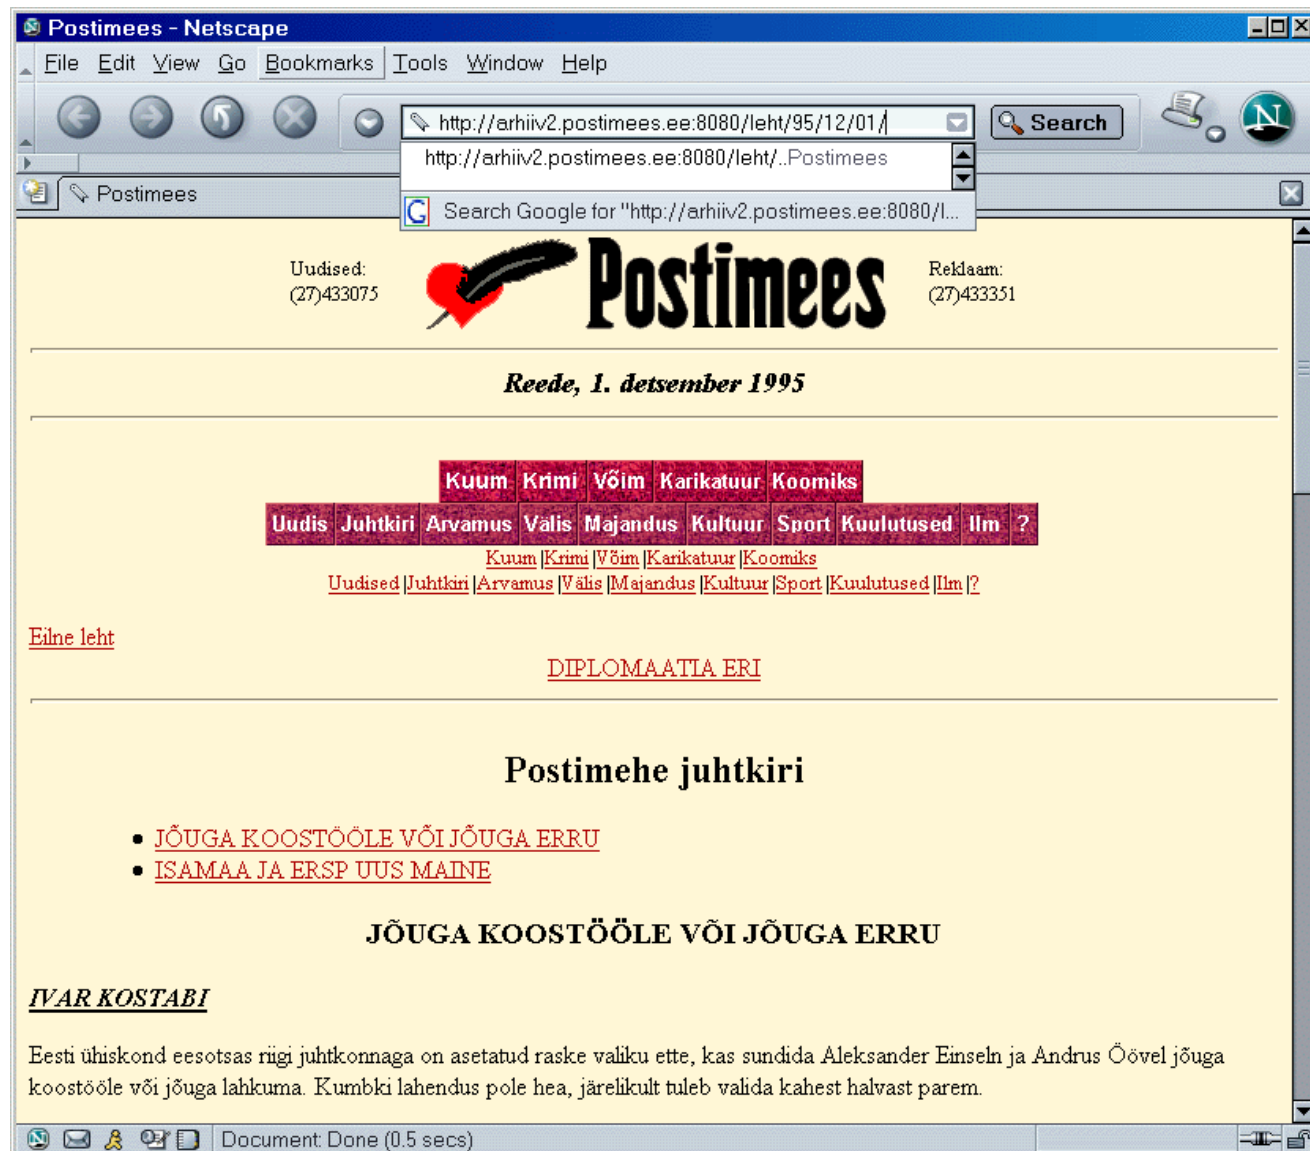 Postimees - Netscape
File Edit View Go Bookmarks Tools Window Help
http://arhiiv2.postimees.ee:8080/leht/95/12/01/
Search
N
http://arhiiv2.postimees.ee:8080/leht/..Postimees
Postimees
G Search Google for "http://arhiiv2.postimees.ee:8080/l...
Uudised:
(27)433075
Postimees
Reklaam:
(27)433351
Reede, 1. detsember 1995
Kuum Krimi Võim Karikatuur Koomiks
Uudis Juhtkiri Arvamus Välis Majandus Kultuur Sport Kuulutused Ilm ?
Kuum |Krimi |Võim |Karikatuur |Koomiks
Uudised |Juhtkiri |Arvamus |Välis |Majandus |Kultuur |Sport |Kuulutused |Ilm |?
Eilne leht
DIPLOMAATIA ERI
Postimehe juhtkiri
• JÕUGA KOOSTÖÖLE VÕI JÕUGA ERRU
• ISAMAA JA ERSP UUS MAINE
JÕUGA KOOSTÖÖLE VÕI JÕUGA ERRU
IVAR KOSTABI
Eesti ühiskond eesotsas riigi juhtkonnaga on asetatud raske valiku ette, kas sundida Aleksander Einseln ja Andrus Öövel jõuga
koostööle või jõuga lahkuma. Kumbki lahendus pole hea, järelikult tuleb valida kahest halvast parem.
Document: Done (0.5 secs)